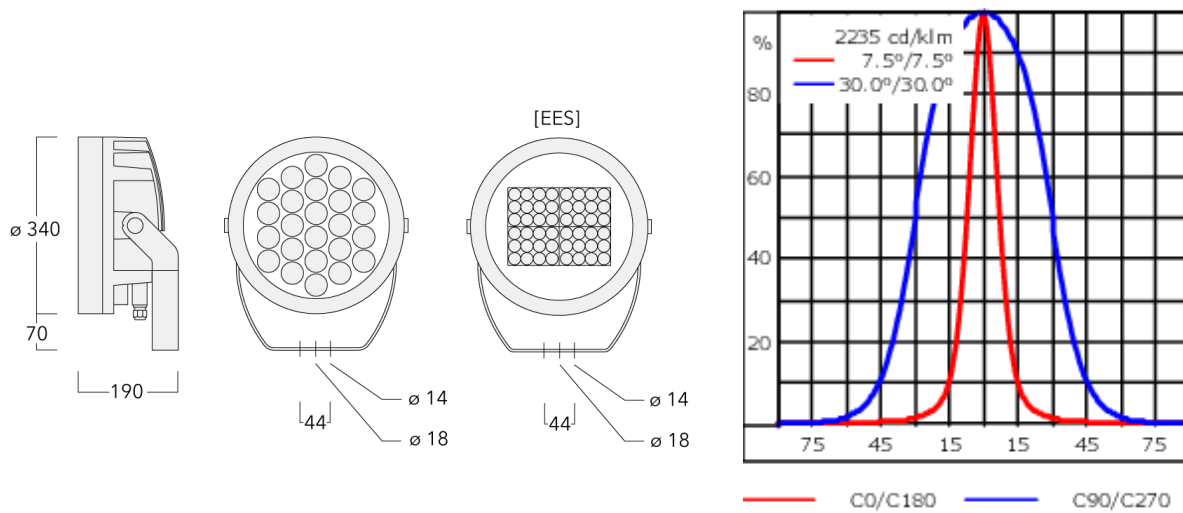 ø 340
70
190
44
ø 14
ø 18
[EES]
44
ø 14
ø 18
%
2235 cd/klm
7.5º/7.5º
30.0º/30.0º
80
60
40
20
75 45 15 15 45 75
C0/C180 C90/C270